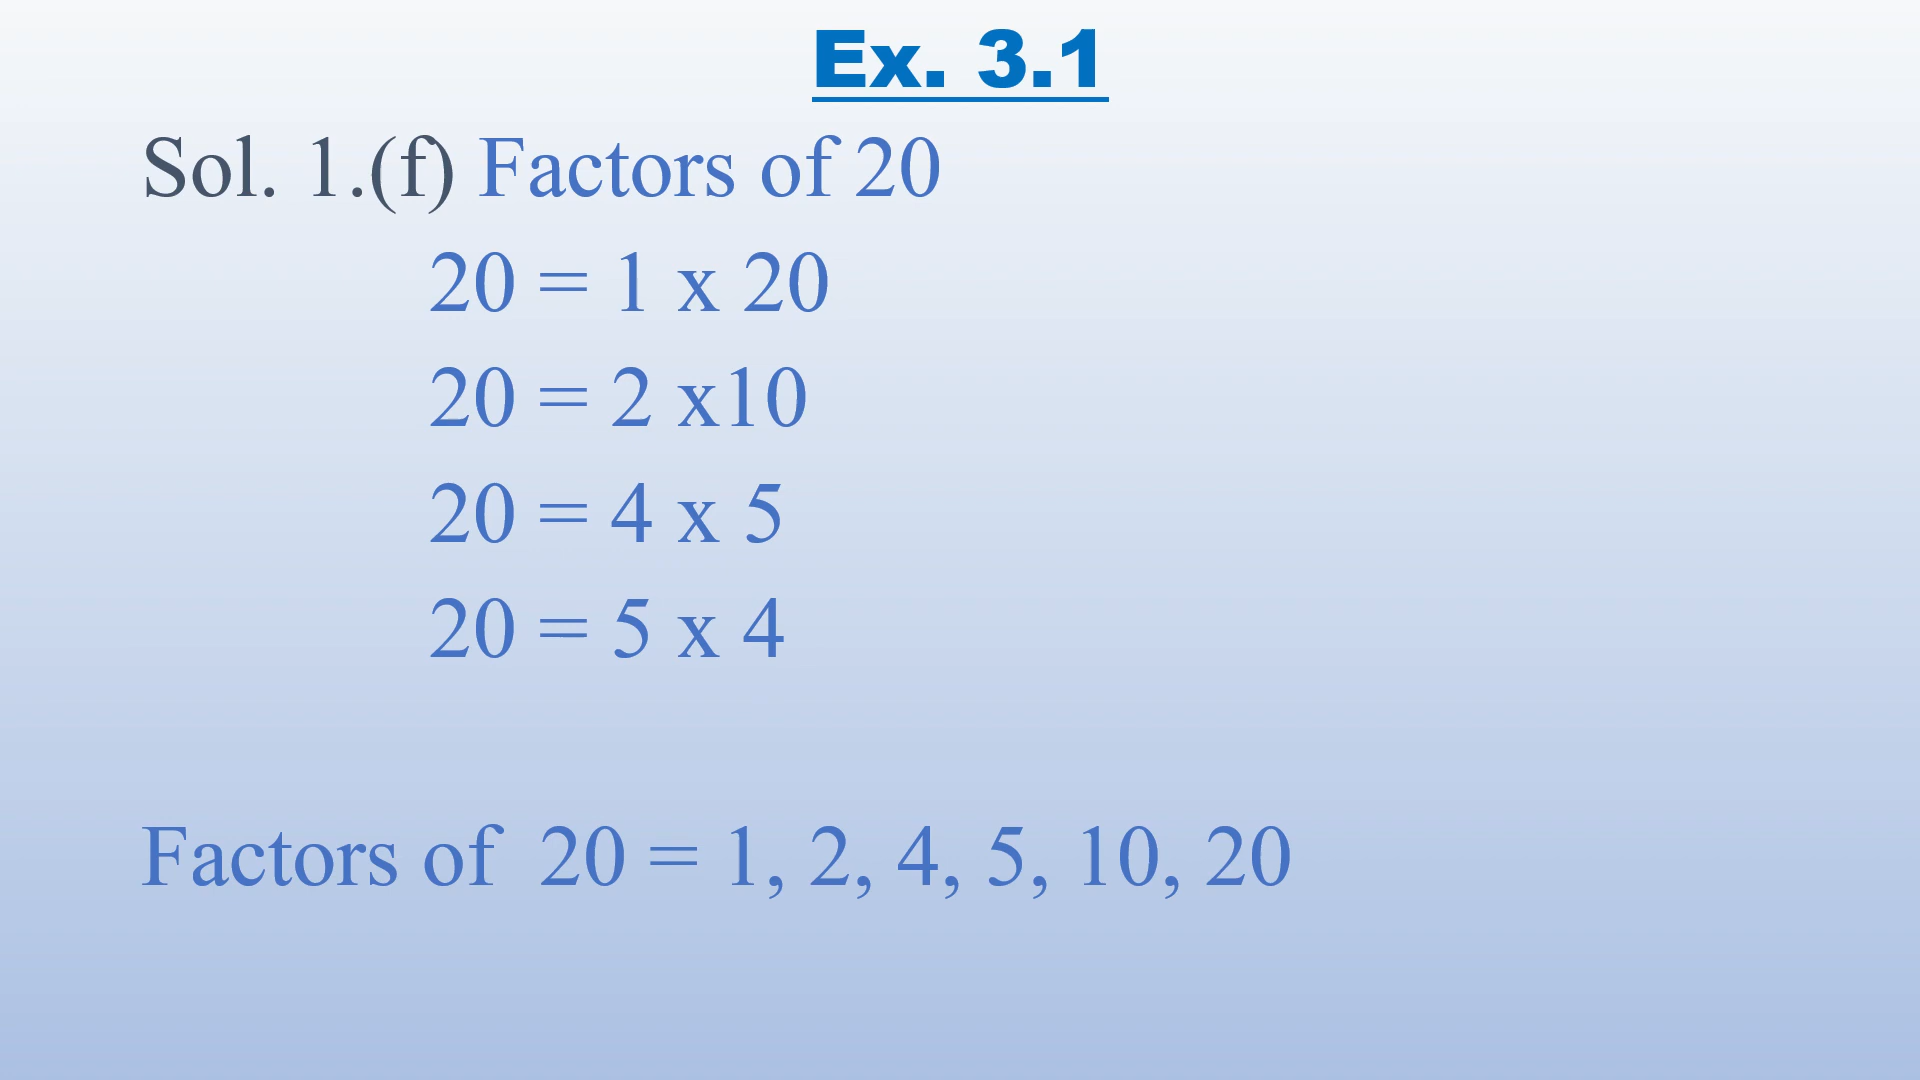 Ex. 3.1
Sol. 1.(f) Factors of 20
20 = 1 x 20
20 = 2 x10
20 = 4 x 5
20 = 5 x 4
Factors of  20 = 1, 2, 4, 5, 10, 20